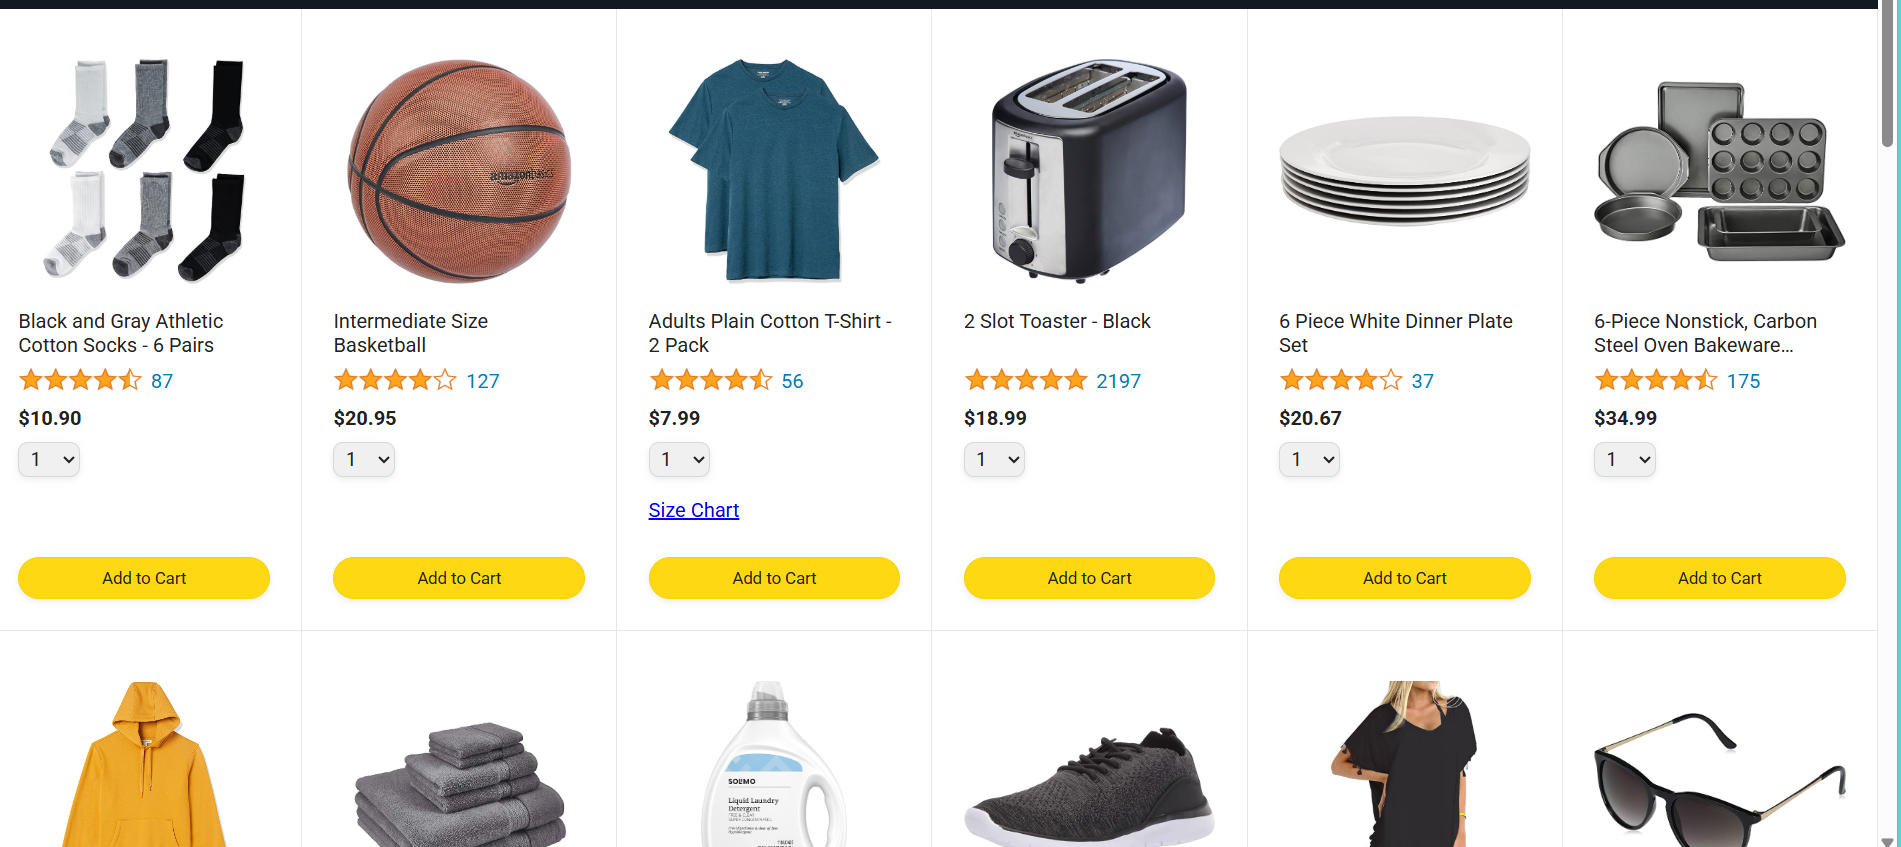 amazonbasics
Black and Gray Athletic
Cotton Socks - 6 Pairs
87
$10.90
1
Add to Cart
Intermediate Size
Basketball
127
$20.95
1
Add to Cart
Adults Plain Cotton T-Shirt -
2 Pack
56
$7.99
1
Size Chart
Add to Cart
2 Slot Toaster - Black
2197
$18.99
1
Add to Cart
6 Piece White Dinner Plate
Set
37
$20.67
1
Add to Cart
6-Piece Nonstick, Carbon
Steel Oven Bakeware...
175
$34.99
1
Add to Cart
SOLIMO
Liquid Laundry
Detergent
FREE & CLEAR